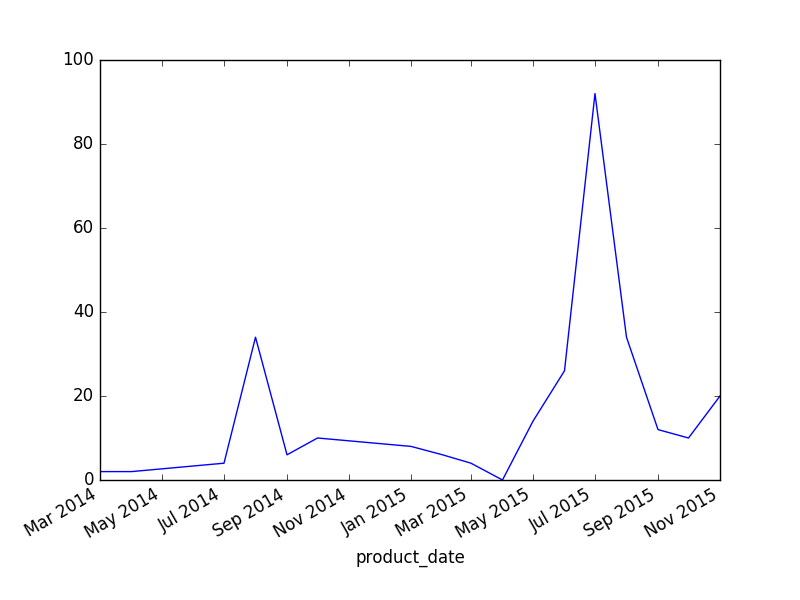 100
80
60
40
20
0
Mar 2014
May 2014
Jul 2014
Sep 2014
Nov 2014
Jan 2015
Mar 2015
May 2015
Jul 2015
Sep 2015
Nov 2015
product_date